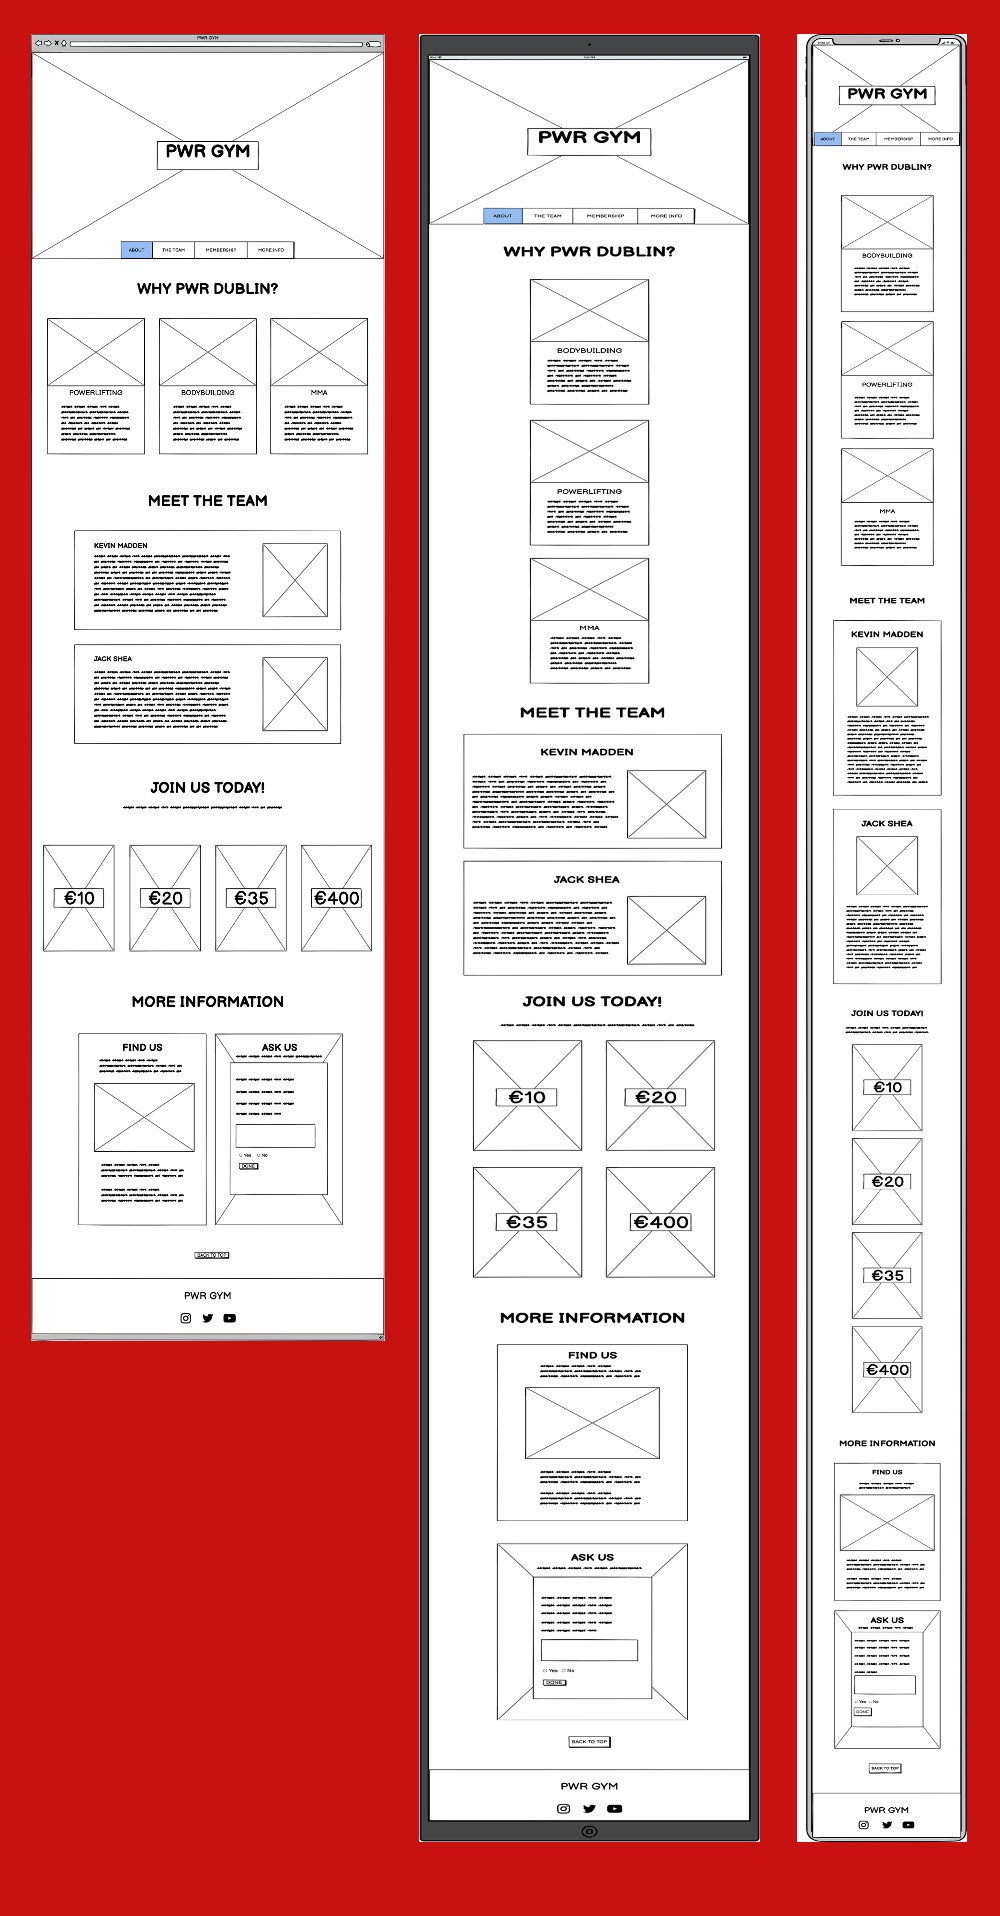 PWR GYM
PWR GYM
ABOUT THE TEAM MEMBERSHIP MORE INFO
WHY PWR DUBLIN?
POWERLIFTING BODYBUILDING MMA
MEET THE TEAM
KEVIN MADDEN
JACK SHEA
JOIN US TODAY!
€10 €20 €35 €400
MORE INFORMATION
FIND US
ASK US
Yes No
DONE
BACK TO TOP
PWR GYM
PWR GYM
ABOUT THE TEAM MEMBERSHIP MORE INFO
WHY PWR DUBLIN?
BODYBUILDING
POWERLIFTING
MMA
MEET THE TEAM
KEVIN MADDEN
JACK SHEA
JOIN US TODAY!
€10 €20
€35 €400
MORE INFORMATION
FIND US
ASK US
Yes No
DONE
BACK TO TOP
PWR GYM
PWR GYM
ABOUT THE TEAM MEMBERSHIP MORE INFO
WHY PWR DUBLIN?
BODYBUILDING
POWERLIFTING
MMA
MEET THE TEAM
KEVIN MADDEN
JACK SHEA
JOIN US TODAY!
€10
€20
€35
€400
MORE INFORMATION
FIND US
ASK US
Yes No
DONE
BACK TO TOP
PWR GYM